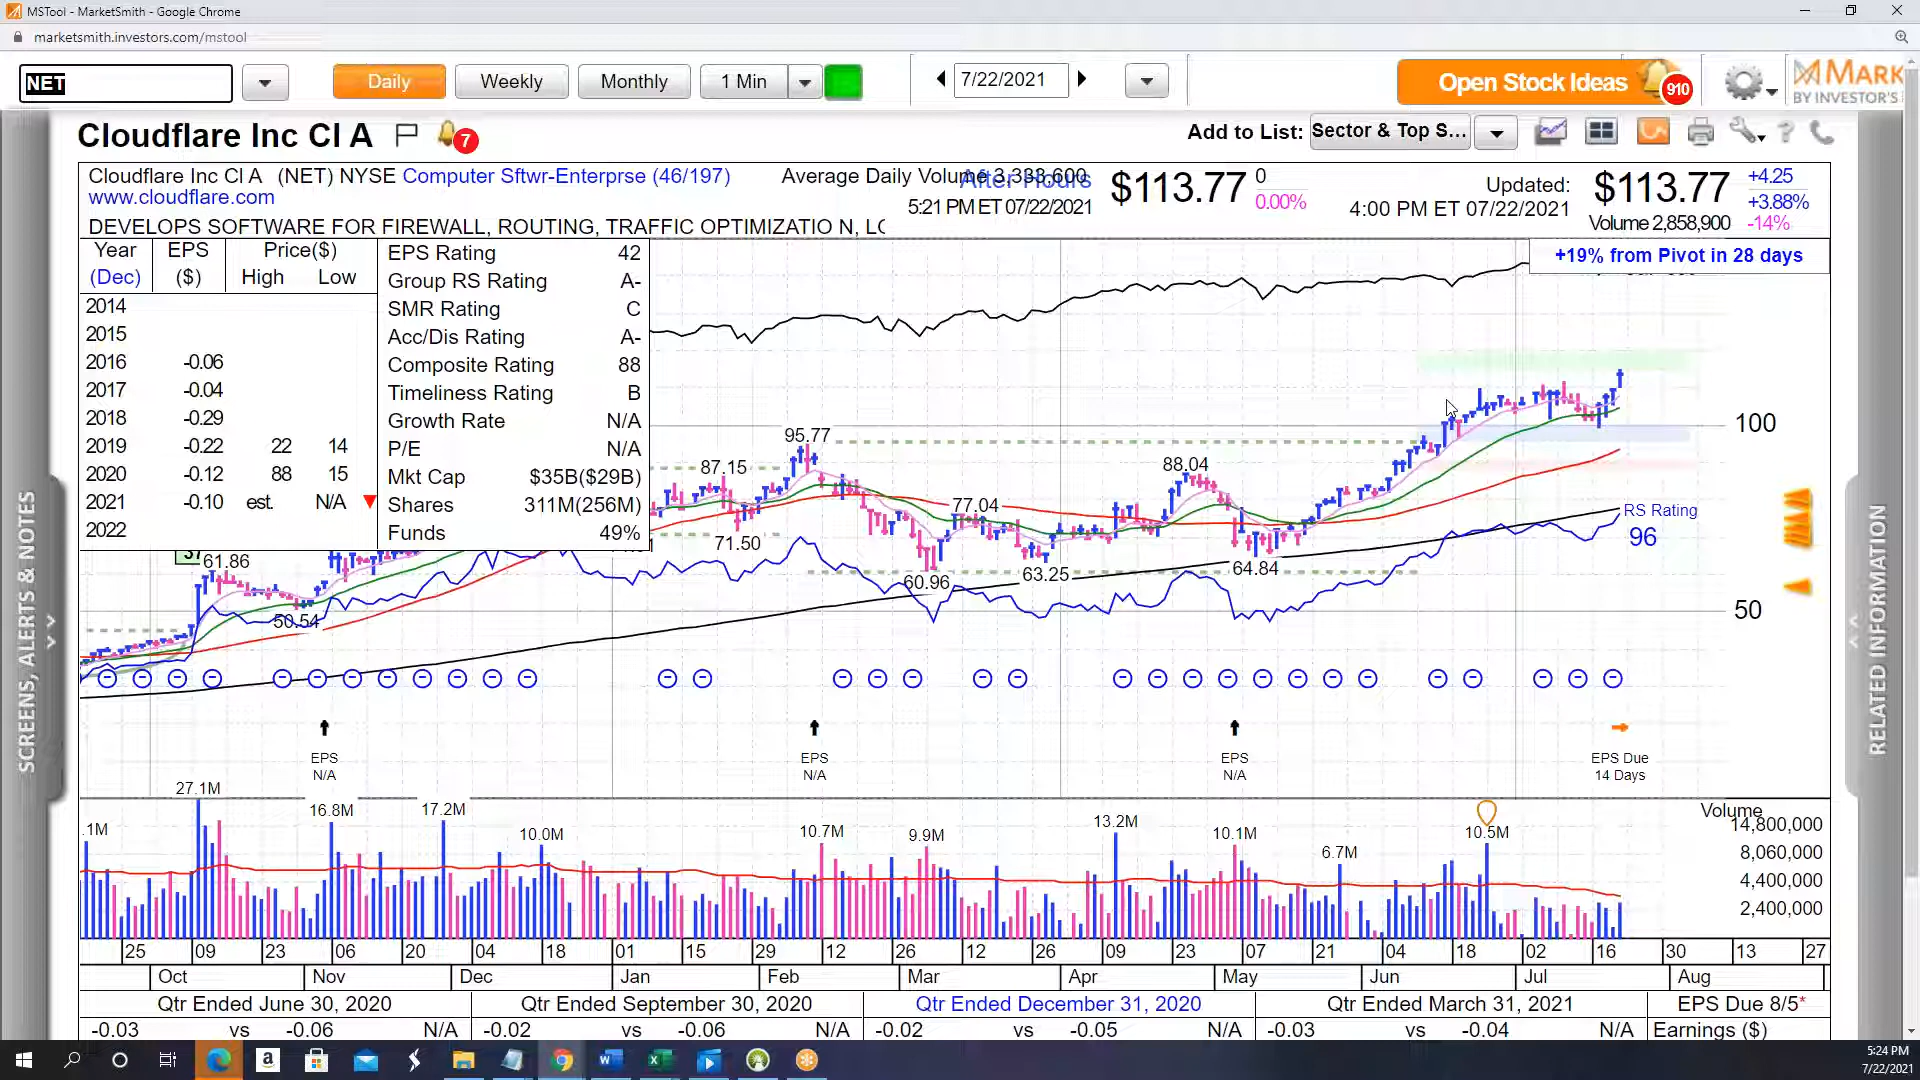 MSTool - MarketSmith - Google Chrome
marketsmith.investors.com/mstool
NET Daily Weekly Monthly 1 Min 7/22/2021 Open Stock Ideas 910 MARK
BY INVESTOR'S
Cloudflare Inc Cl A 7 Add to List: Sector & Top S... ?
Cloudflare Inc Cl A (NET) NYSE Computer Sftwr-Enterprse (46/197) Average Daily Volume 3,333,600 After Hours $113.77 0 0.00% Updated: $113.77 +4.25
www.cloudflare.com 5:21 PM ET 07/22/2021 4:00 PM ET 07/22/2021 +3.88%
DEVELOPS SOFTWARE FOR FIREWALL, ROUTING, TRAFFIC OPTIMIZATIO N, LC Volume 2,858,900 -14%
Year EPS Price($)
(Dec) ($) High Low
2014
2015
2016 -0.06
2017 -0.04
2018 -0.29
2019 -0.22 22 14
2020 -0.12 88 15
2021 -0.10 est. N/A
2022
EPS Rating 42
Group RS Rating A-
SMR Rating C
Acc/Dis Rating A-
Composite Rating 88
Timeliness Rating B
Growth Rate N/A
P/E N/A
Mkt Cap $35B($29B)
Shares 311M(256M)
Funds 49%
+19% from Pivot in 28 days
100
95.77
88.04
87.15
77.04
71.50
RS Rating
96
61.86
60.96
63.25
64.84
50.54
50
EPS N/A
EPS N/A
EPS N/A
EPS Due
14 Days
27.1M
.1M
16.8M
17.2M
10.0M
10.7M
9.9M
13.2M
10.1M
6.7M
10.5M
Volume
14,800,000
8,060,000
4,400,000
2,400,000
25 09 23 06 20 04 18 01 15 29 12 26 12 26 09 23 07 21 04 18 02 16 30 13 27
Oct Nov Dec Jan Feb Mar Apr May Jun Jul Aug
Qtr Ended June 30, 2020 Qtr Ended September 30, 2020 Qtr Ended December 31, 2020 Qtr Ended March 31, 2021 EPS Due 8/5*
-0.03 vs -0.06 N/A -0.02 vs -0.06 N/A -0.02 vs -0.05 N/A -0.03 vs -0.04 N/A Earnings ($)
SCREENS, ALERTS & NOTES
RELATED INFORMATION
5:24 PM
7/22/2021